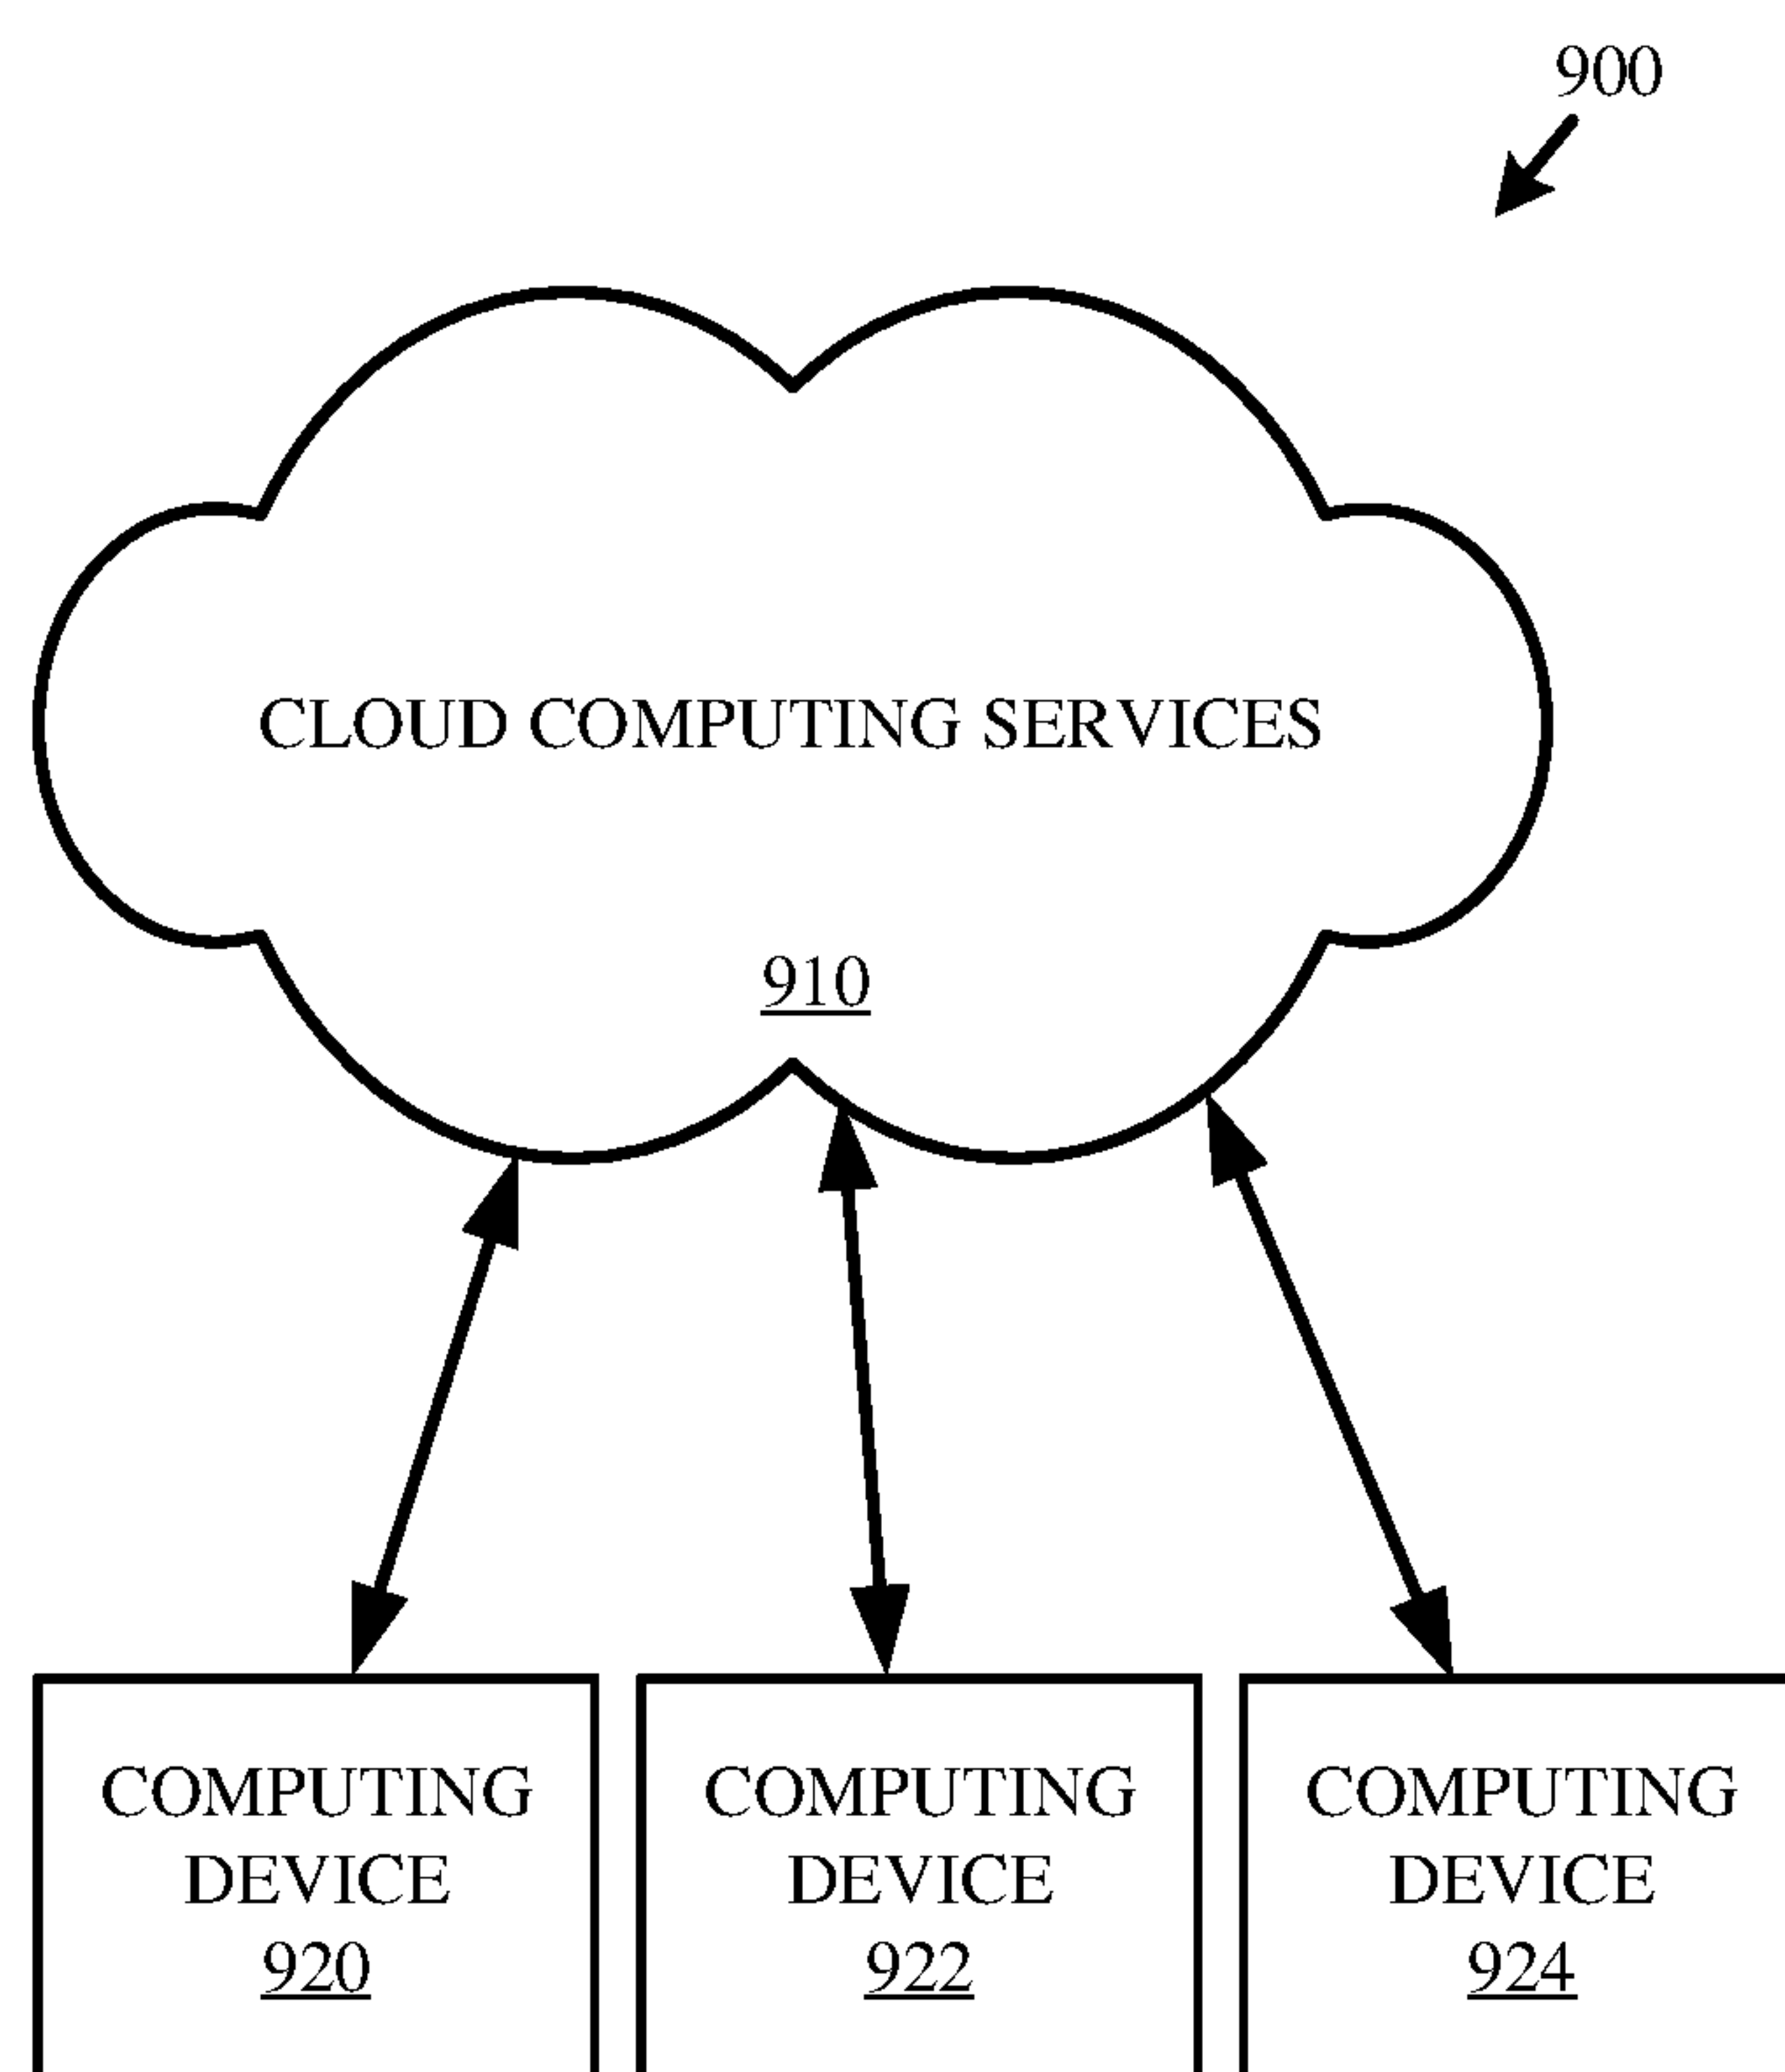 900
CLOUD COMPUTING SERVICES
910
COMPUTING
DEVICE
920
COMPUTING
DEVICE
922
COMPUTING
DEVICE
924